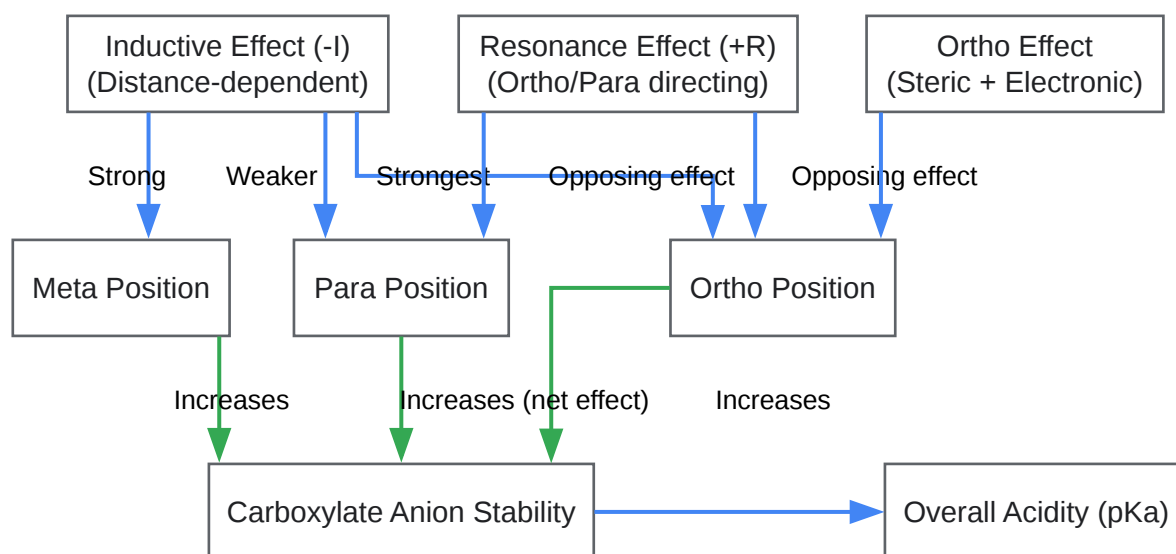 Inductive Effect (-I)
(Distance-dependent)
Resonance Effect (+R)
(Ortho/Para directing)
Ortho Effect
(Steric + Electronic)
Strong
Weaker
Strongest
Opposing effect
Opposing effect
Meta Position
Para Position
Ortho Position
Increases
Increases (net effect)
Increases
Carboxylate Anion Stability
Overall Acidity (pKa)